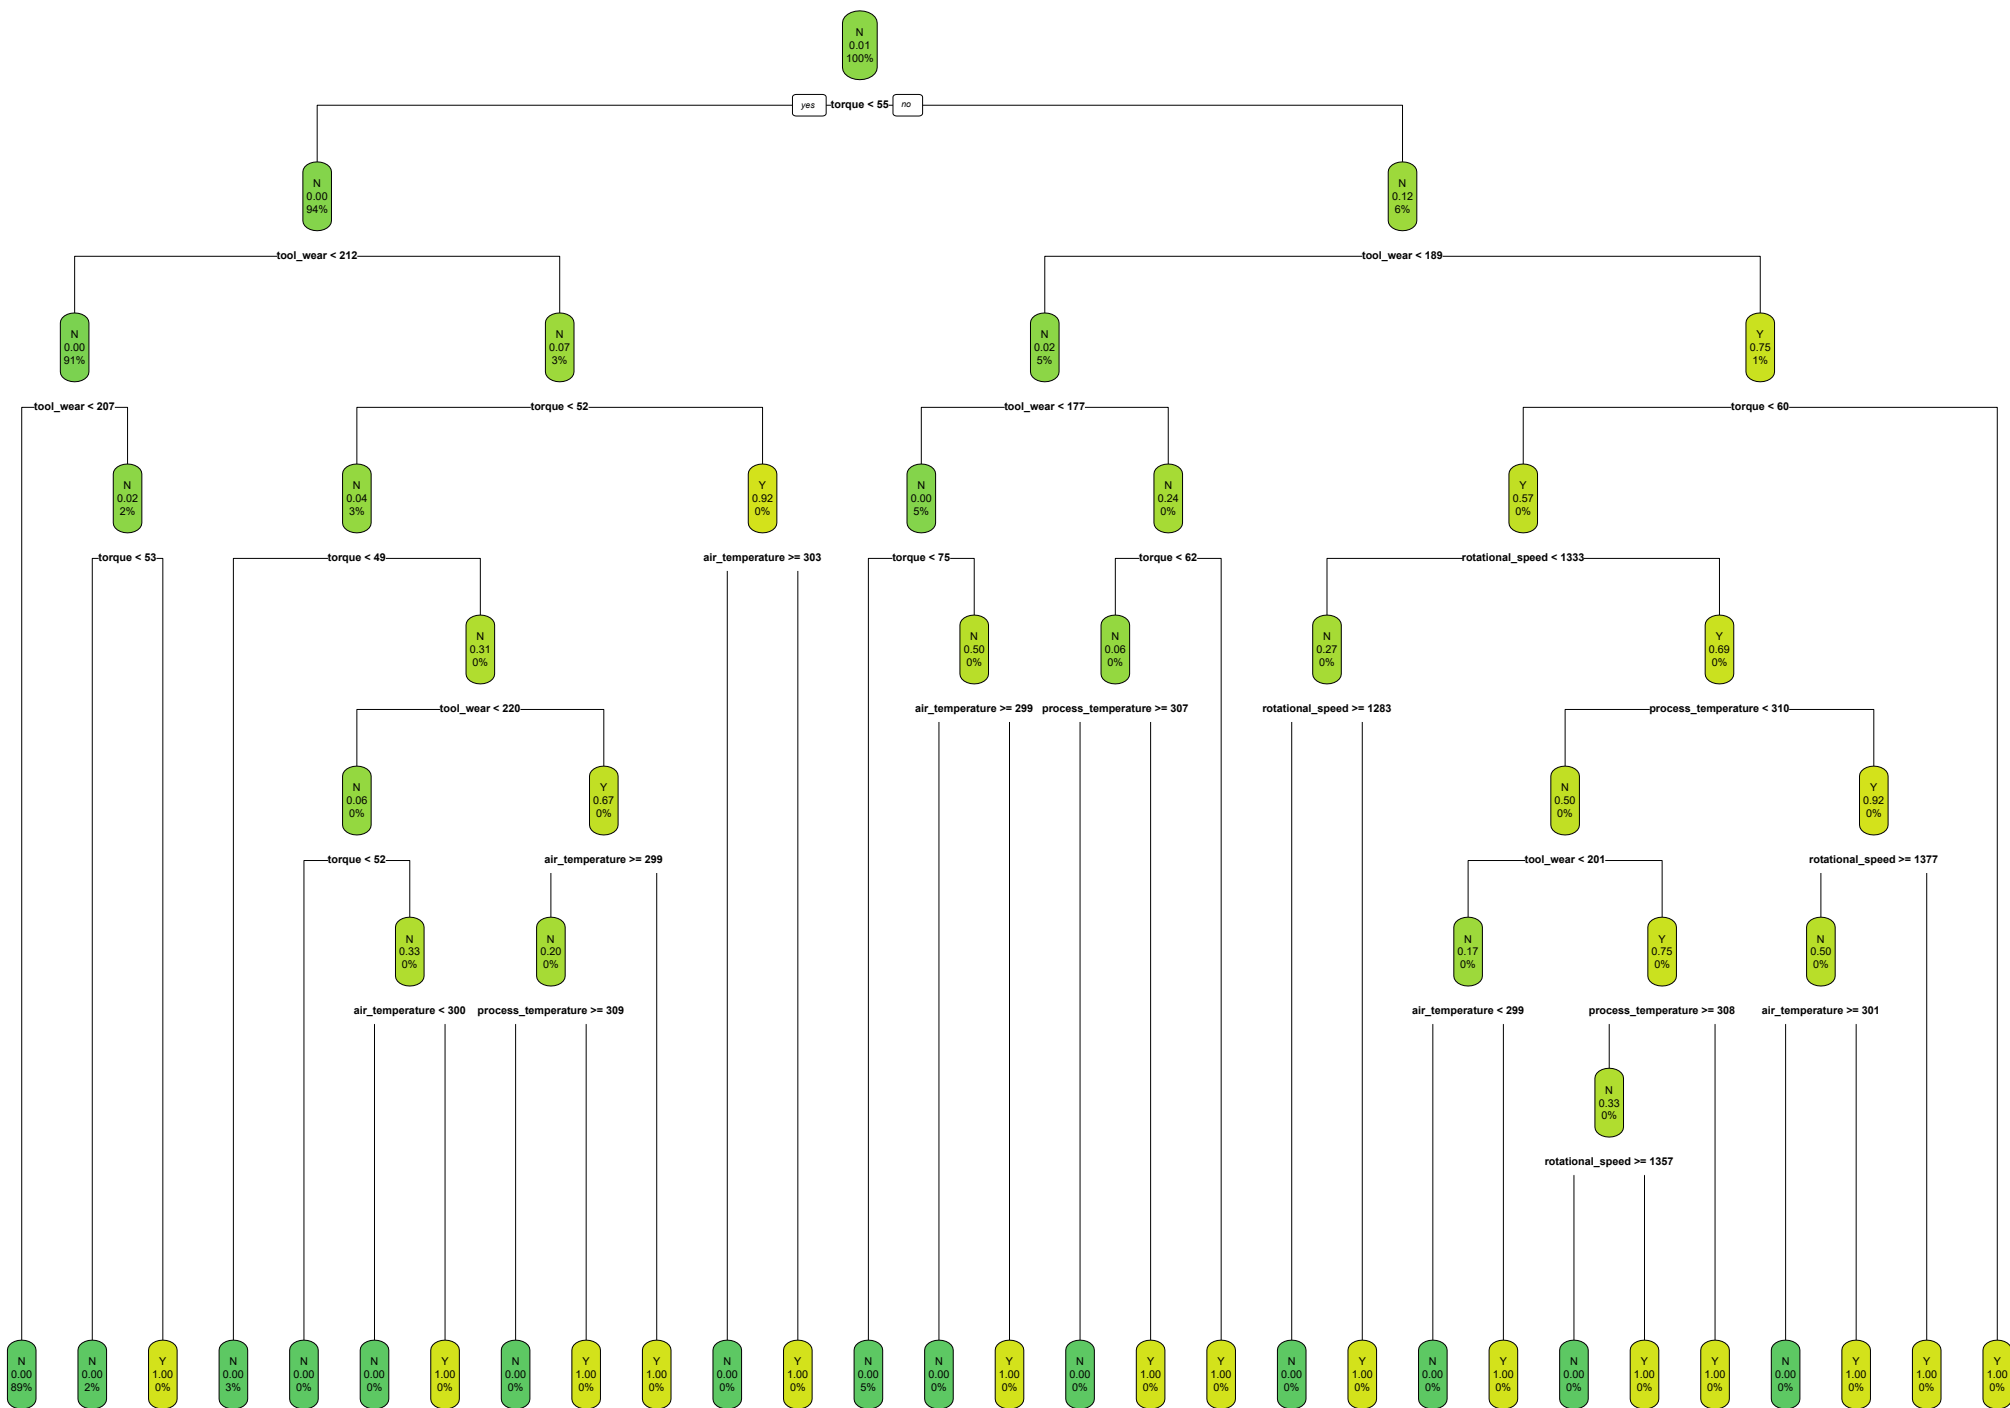 N
0.01
100%
yes torque < 55 no
N
0.00
94%
N
0.12
6%
tool_wear < 212
tool_wear < 189
N
0.00
91%
N
0.07
3%
N
0.02
5%
Y
0.75
1%
tool_wear < 207
torque < 52
tool_wear < 177
torque < 60
N
0.02
2%
N
0.04
3%
Y
0.92
0%
N
0.00
5%
N
0.24
0%
Y
0.57
0%
torque < 53
torque < 49
air_temperature >= 303
torque < 75
torque < 62
rotational_speed < 1333
N
0.31
0%
N
0.50
0%
N
0.06
0%
N
0.27
0%
Y
0.69
0%
tool_wear < 220
air_temperature >= 299
process_temperature >= 307
rotational_speed >= 1283
process_temperature < 310
N
0.06
0%
Y
0.67
0%
N
0.50
0%
Y
0.92
0%
torque < 52
air_temperature >= 299
tool_wear < 201
rotational_speed >= 1377
N
0.33
0%
N
0.20
0%
N
0.17
0%
Y
0.75
0%
N
0.50
0%
air_temperature < 300
process_temperature >= 309
air_temperature < 299
process_temperature >= 308
air_temperature >= 301
N
0.33
0%
rotational_speed >= 1357
N
0.00
89%
N
0.00
2%
Y
1.00
0%
N
0.00
3%
N
0.00
0%
N
0.00
0%
Y
1.00
0%
N
0.00
0%
Y
1.00
0%
Y
1.00
0%
N
0.00
0%
Y
1.00
0%
N
0.00
5%
N
0.00
0%
Y
1.00
0%
N
0.00
0%
Y
1.00
0%
Y
1.00
0%
N
0.00
0%
Y
1.00
0%
N
0.00
0%
Y
1.00
0%
N
0.00
0%
Y
1.00
0%
Y
1.00
0%
N
0.00
0%
Y
1.00
0%
Y
1.00
0%
Y
1.00
0%